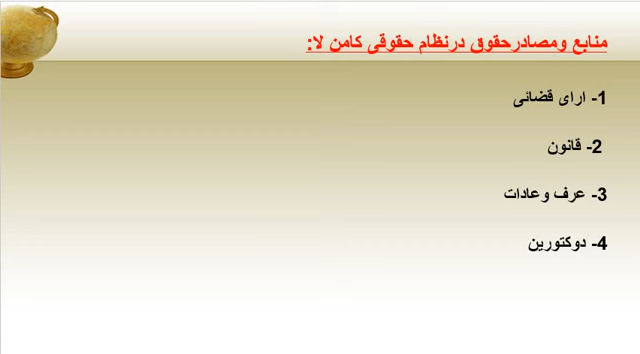 منابع ومصادرحقوق درنظام حقوقی کامن لا:
1- ارای قضائی
2- قانون
3- عرف وعادات
4- دوکتورین